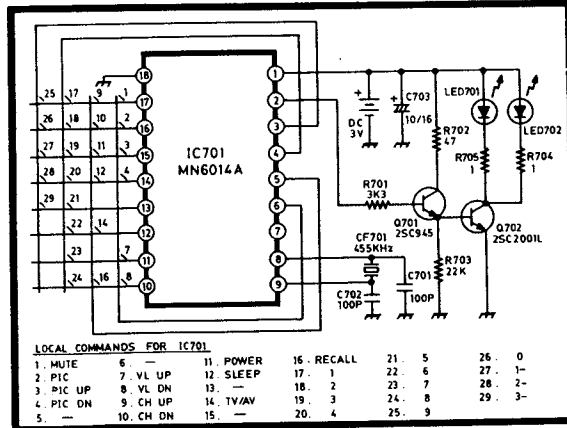 25 17 9 1
26 18 10 2
27 19 11 3
28 20 12 4
29 21
22 14
23 7
24 16 8
18
17
16
15
14
13
12
11
10
IC701
MN6014A
1
2
3
4
5
6
7
8
9
+
DC
3V
+
C703
10/16
R702
47
LED701
LED702
R705
1
R704
1
R701
3K3
Q701
2SC945
Q702
2SC2001L
CF701
455KHz
C702
100P
C701
100P
R703
22K
LOCAL COMMANDS FOR IC701
1. MUTE 6. — 11. POWER 16. RECALL 21. 5 26. 0
2. PIC 7. VL UP 12. SLEEP 17. 1 22. 6 27. 1-
3. PIC UP 8. VL DN 13. — 18. 2 23. 7 28. 2-
4. PIC DN 9. CH UP 14. TV/AV 19. 3 24. 8 29. 3-
5. — 10. CH DN 15. — 20. 4 25. 9